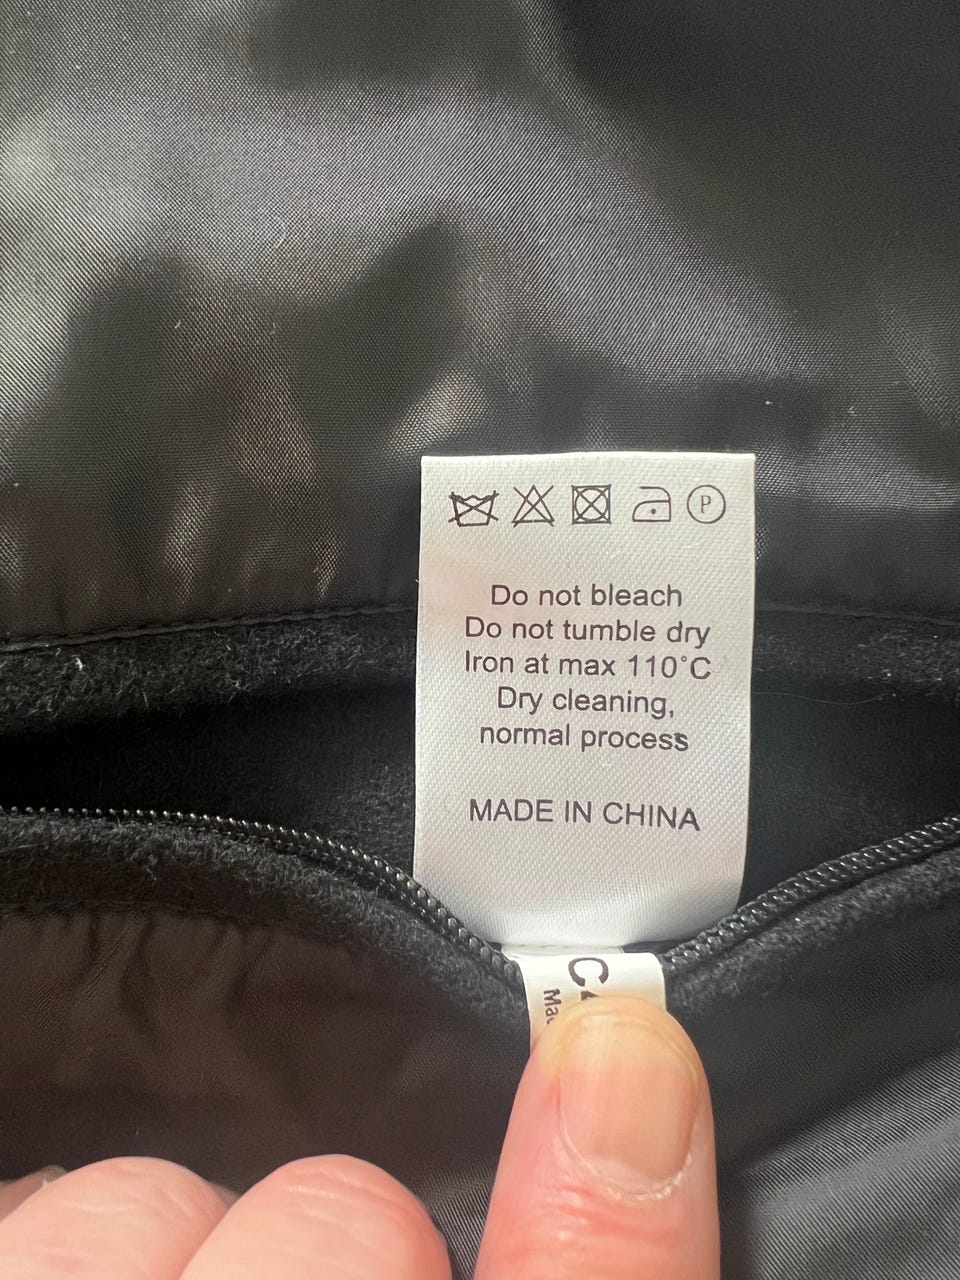 P
Do not bleach
Do not tumble dry
Iron at max 110°C
Dry cleaning,
normal process
MADE IN CHINA